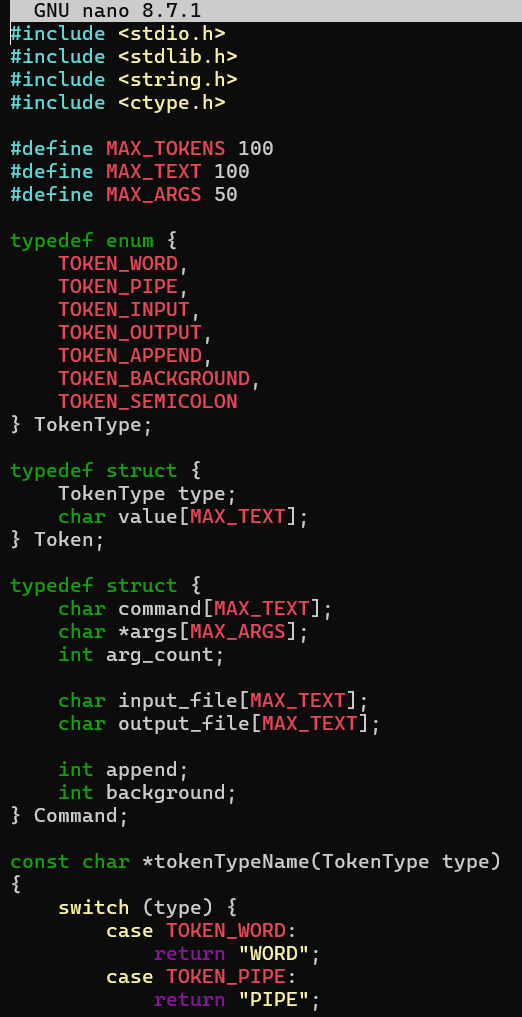 GNU nano 8.7.1
#include <stdio.h>
#include <stdlib.h>
#include <string.h>
#include <ctype.h>

#define MAX_TOKENS 100
#define MAX_TEXT 100
#define MAX_ARGS 50

typedef enum {
    TOKEN_WORD,
    TOKEN_PIPE,
    TOKEN_INPUT,
    TOKEN_OUTPUT,
    TOKEN_APPEND,
    TOKEN_BACKGROUND,
    TOKEN_SEMICOLON
} TokenType;

typedef struct {
    TokenType type;
    char value[MAX_TEXT];
} Token;

typedef struct {
    char command[MAX_TEXT];
    char *args[MAX_ARGS];
    int arg_count;

    char input_file[MAX_TEXT];
    char output_file[MAX_TEXT];

    int append;
    int background;
} Command;

const char *tokenTypeName(TokenType type)
{
    switch (type) {
        case TOKEN_WORD:
            return "WORD";
        case TOKEN_PIPE:
            return "PIPE";